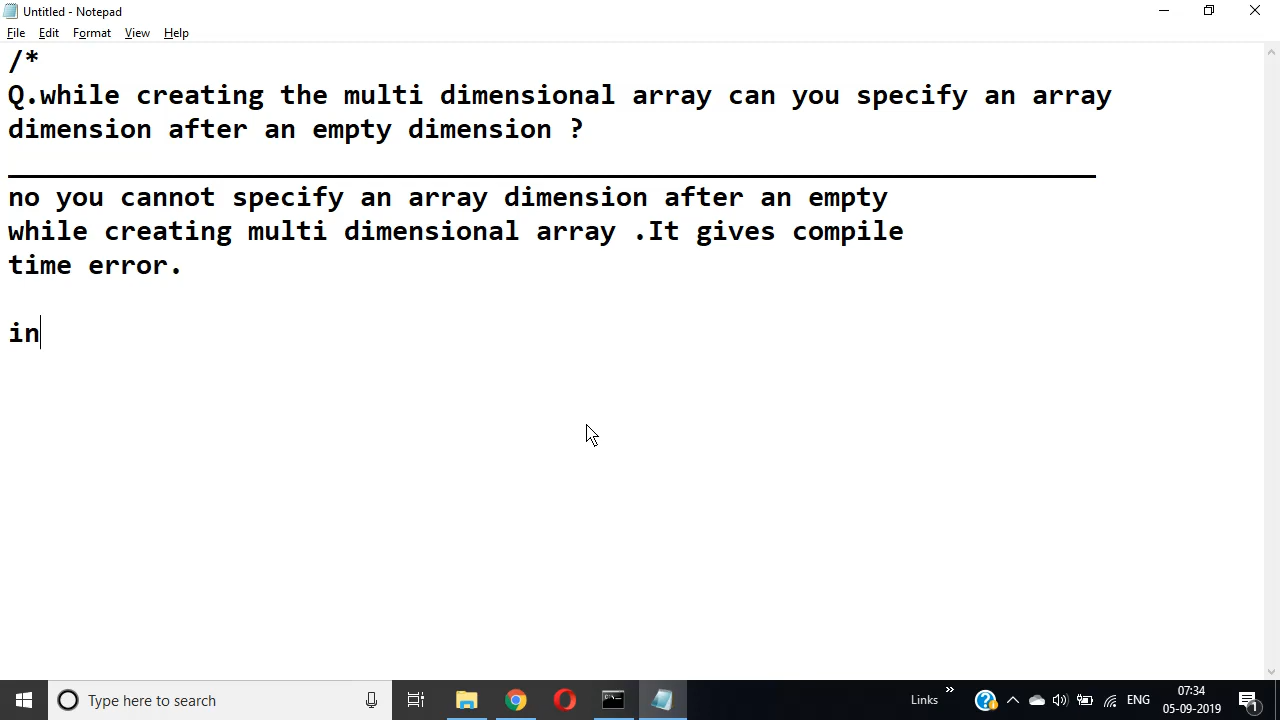 Untitled - Notepad
File Edit Format View Help
/*
Q.while creating the multi dimensional array can you specify an array
dimension after an empty dimension ?
no you cannot specify an array dimension after an empty
while creating multi dimensional array .It gives compile
time error.
in
Type here to search
Links » ENG
07:34
05-09-2019
1